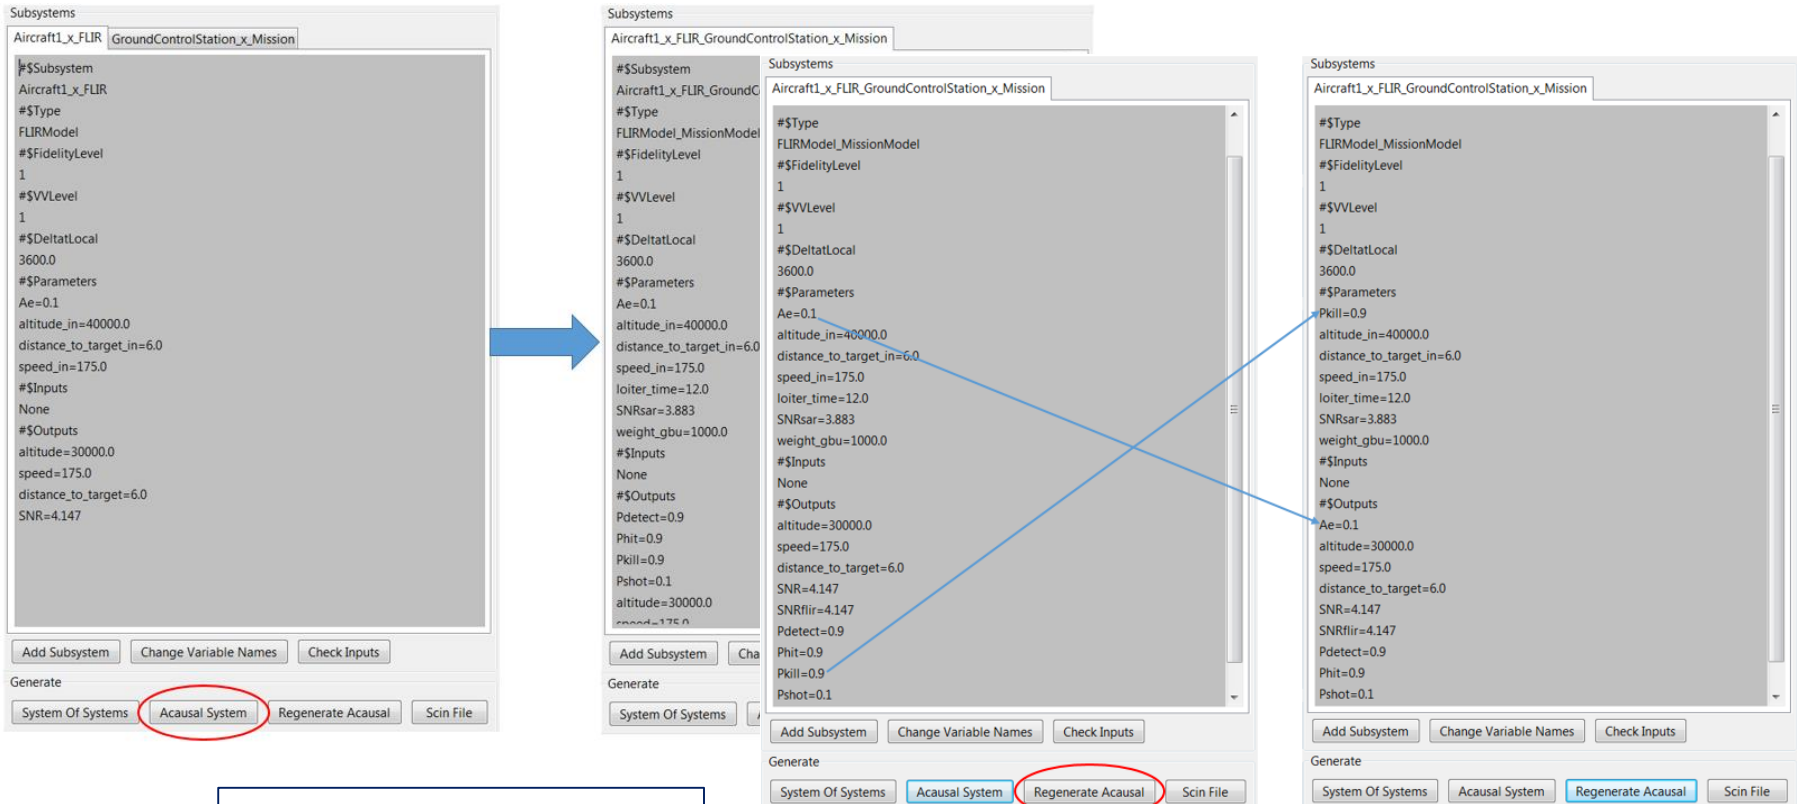 Subsystems
Aircraft1_x_FLIR GroundControlStation_x_Mission
#$Subsystem
Aircraft1_x_FLIR
#$Type
FLIRModel
#$FidelityLevel
1
#$VVLevel
1
#$DeltatLocal
3600.0
#$Parameters
Ae=0.1
altitude_in=40000.0
distance_to_target_in=6.0
speed_in=175.0
#$Inputs
None
#$Outputs
altitude=30000.0
speed=175.0
distance_to_target=6.0
SNR=4.147
Add Subsystem Change Variable Names Check Inputs
Generate
System Of Systems Acausal System Regenerate Acausal Scin File
Subsystems
Aircraft1_x_FLIR_GroundControlStation_x_Mission
#$Subsystem
Aircraft1_x_FLIR_GroundC
#$Type
FLIRModel_MissionModel
#$FidelityLevel
1
#$VVLevel
1
#$DeltatLocal
3600.0
#$Parameters
Ae=0.1
altitude_in=40000.0
distance_to_target_in=6.0
speed_in=175.0
loiter_time=12.0
SNRsar=3.883
weight_gbu=1000.0
#$Inputs
None
#$Outputs
Pdetect=0.9
Phit=0.9
Pkill=0.9
Pshot=0.1
altitude=30000.0
speed=175.0
Add Subsystem Cha
Generate
System Of Systems
Subsystems
Aircraft1_x_FLIR_GroundControlStation_x_Mission
#$Type
FLIRModel_MissionModel
#$FidelityLevel
1
#$VVLevel
1
#$DeltatLocal
3600.0
#$Parameters
Ae=0.1
altitude_in=40000.0
distance_to_target_in=6.0
speed_in=175.0
loiter_time=12.0
SNRsar=3.883
weight_gbu=1000.0
#$Inputs
None
#$Outputs
altitude=30000.0
speed=175.0
distance_to_target=6.0
SNR=4.147
SNRflir=4.147
Pdetect=0.9
Phit=0.9
Pkill=0.9
Pshot=0.1
Add Subsystem Change Variable Names Check Inputs
Generate
System Of Systems Acausal System Regenerate Acausal Scin File
Subsystems
Aircraft1_x_FLIR_GroundControlStation_x_Mission
#$Type
FLIRModel_MissionModel
#$FidelityLevel
1
#$VVLevel
1
#$DeltatLocal
3600.0
#$Parameters
Pkill=0.9
altitude_in=40000.0
distance_to_target_in=6.0
speed_in=175.0
loiter_time=12.0
SNRsar=3.883
weight_gbu=1000.0
#$Inputs
None
#$Outputs
Ae=0.1
altitude=30000.0
speed=175.0
distance_to_target=6.0
SNR=4.147
SNRflir=4.147
Pdetect=0.9
Phit=0.9
Pshot=0.1
Add Subsystem Change Variable Names Check Inputs
Generate
System Of Systems Acausal System Regenerate Acausal Scin File